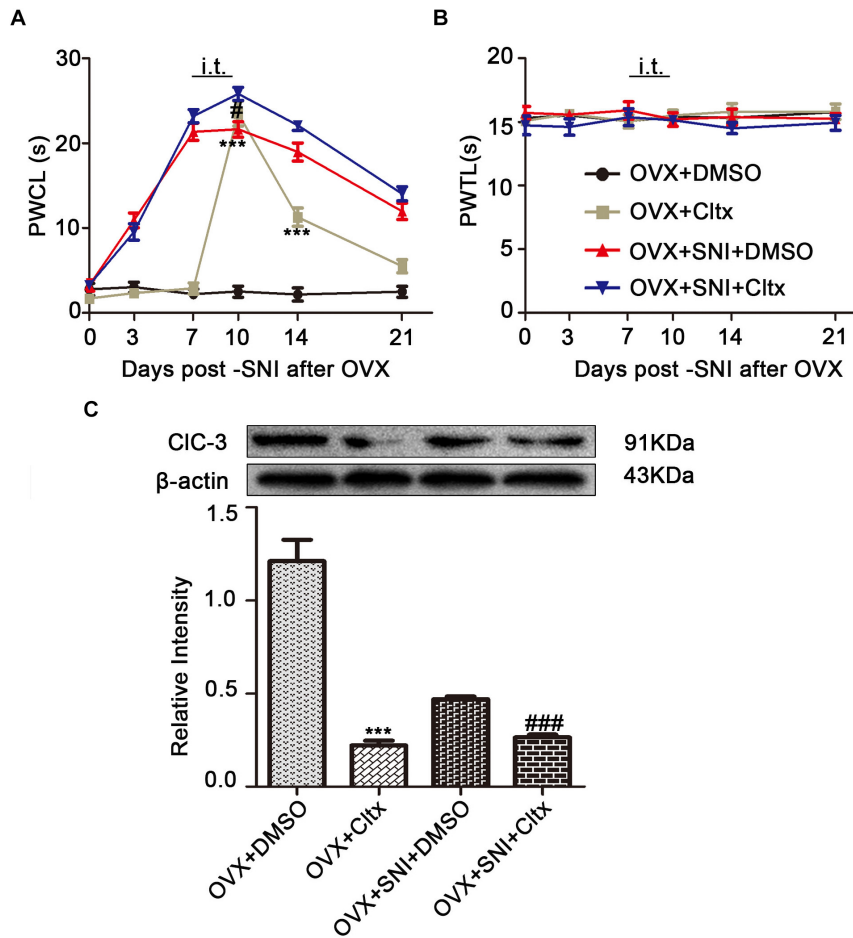 A
B
30
20
10
0
PWCL (s)
i.t.
#
***
***
0 3 7 10 14 21
Days post -SNI after OVX
20
15
10
5
0
PWTL(s)
i.t.
OVX+DMSO
OVX+Cltx
OVX+SNI+DMSO
OVX+SNI+Cltx
0 3 7 10 14 21
Days post -SNI after OVX
C
ClC-3
91KDa
β-actin
43KDa
1.5
1.0
0.5
0.0
Relative Intensity
***
###
OVX+DMSO
OVX+Cltx
OVX+SNI+DMSO
OVX+SNI+Cltx